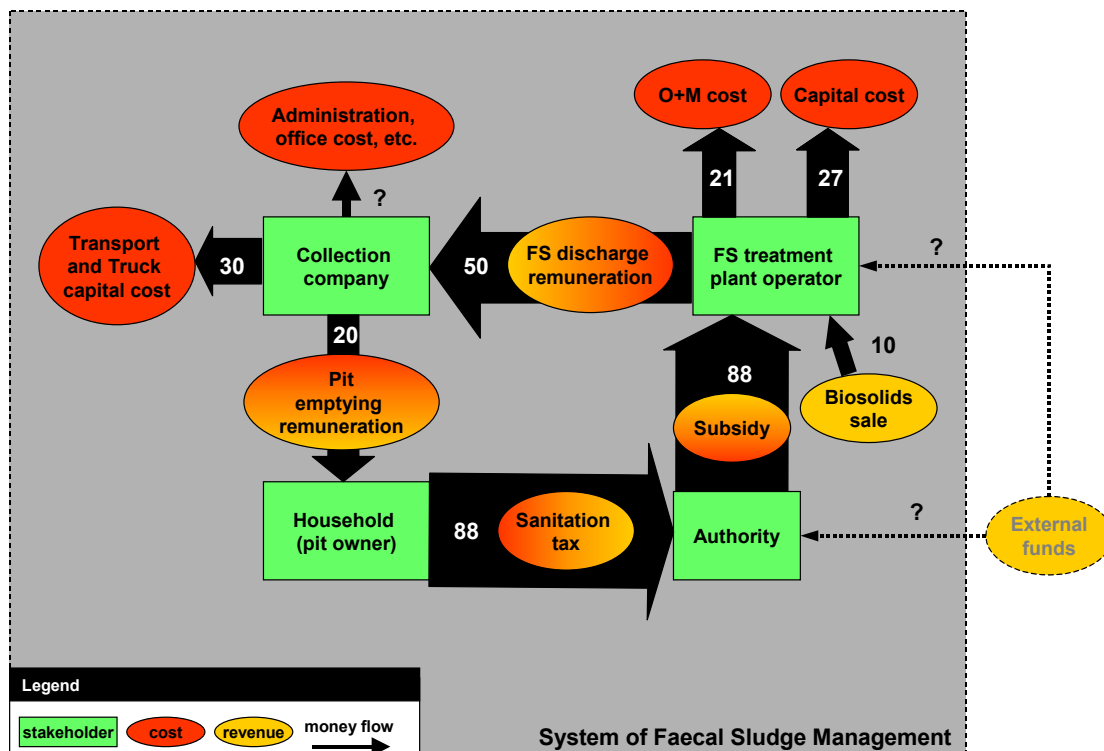 Administration,
office cost, etc.
O+M cost
Capital cost
?
21
27
Transport
and Truck
capital cost
30
Collection
company
50
FS discharge
remuneration
FS treatment
plant operator
?
20
Pit
emptying
remuneration
88
Subsidy
10
Biosolids
sale
Household
(pit owner)
88
Sanitation
tax
Authority
?
External
funds
Legend
stakeholder
cost
revenue
money flow
System of Faecal Sludge Management